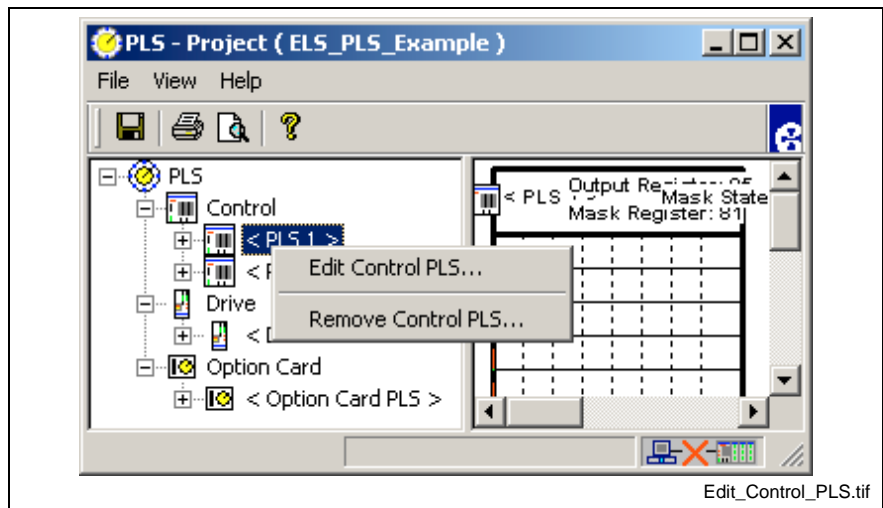 PLS - Project ( ELS_PLS_Example )
File View Help
PLS
Control
< PLS 1 >
<
Drive
<
Option Card
< Option Card PLS >
Edit Control PLS...
Remove Control PLS...
< PLS
Output
Mask State
Mask Register: 81
Edit_Control_PLS.tif